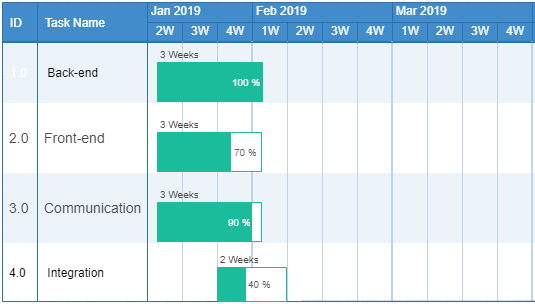 ID Task Name Jan 2019 Feb 2019 Mar 2019
2W 3W 4W 1W 2W 3W 4W 1W 2W 3W 4W
3 Weeks
1.0 Back-end 100 %
3 Weeks
2.0 Front-end 70 %
3 Weeks
3.0 Communication 90 %
2 Weeks
4.0 Integration 40 %